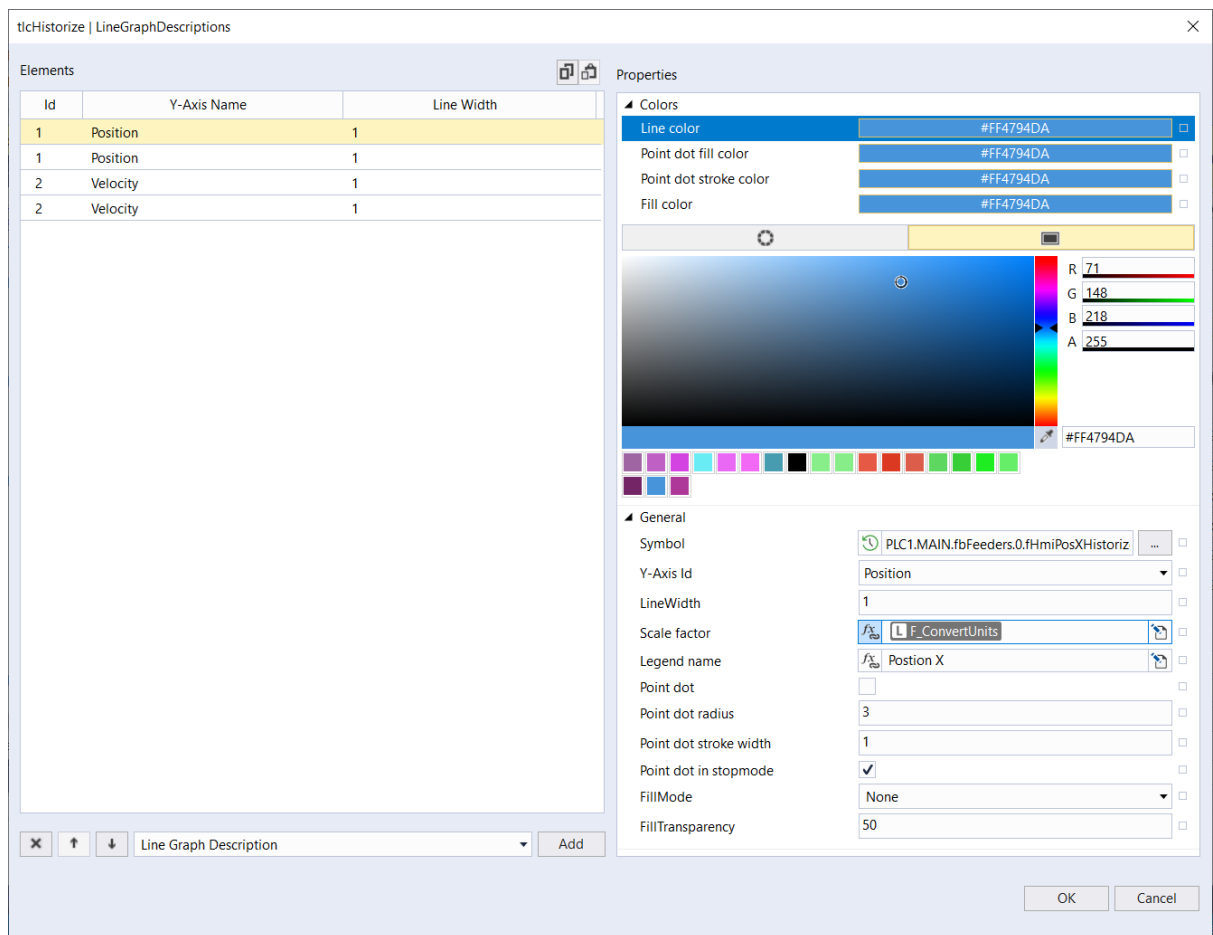 tlcHistorize | LineGraphDescriptions
Elements
Id Y-Axis Name Line Width
1 Position 1
1 Position 1
2 Velocity 1
2 Velocity 1
Line Graph Description Add
Properties
Colors
Line color #FF4794DA
Point dot fill color #FF4794DA
Point dot stroke color #FF4794DA
Fill color #FF4794DA
R 71
G 148
B 218
A 255
#FF4794DA
General
Symbol PLC1.MAIN.fbFeeders.0.fHmiPosXHistoriz ...
Y-Axis Id Position
LineWidth 1
Scale factor fx L F_ConvertUnits
Legend name fx Postion X
Point dot
Point dot radius 3
Point dot stroke width 1
Point dot in stopmode
FillMode None
FillTransparency 50
OK Cancel